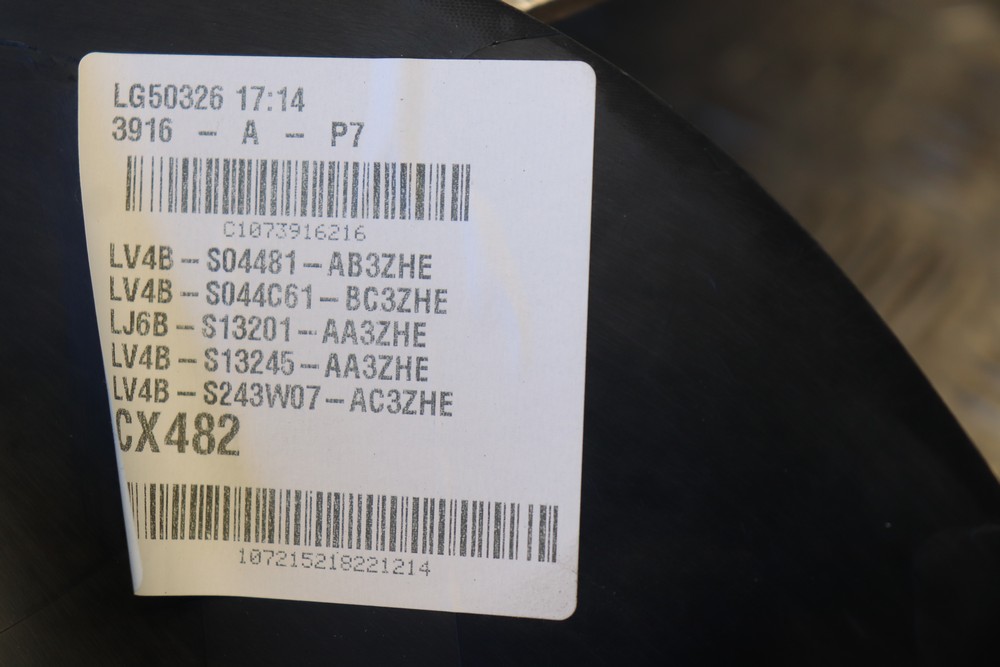 LG50326 17:14
3916 - A - P7
C1073916216
LV4B - S04481 - AB3ZHE
LV4B - S044C61 - BC3ZHE
LJ6B - S13201 - AA3ZHE
LV4B - S13245 - AA3ZHE
LV4B - S243W07 - AC3ZHE
CX482
107215218221214